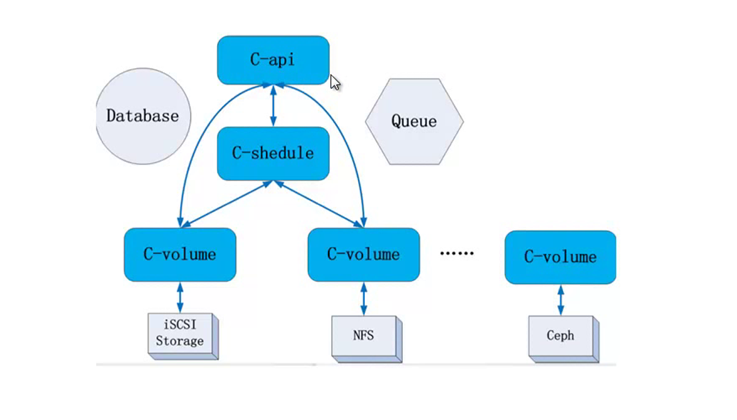 C-api
Database
Queue
C-shedule
C-volume
C-volume
......
C-volume
iSCSI
Storage
NFS
Ceph